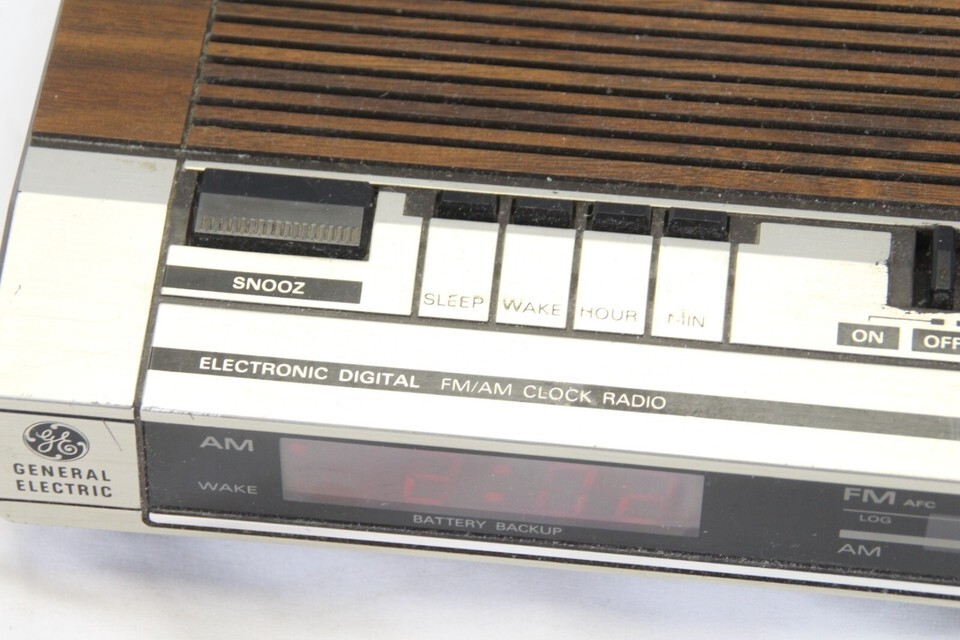 SNOOZ
SLEEP WAKE HOUR MIN
ON OFF
ELECTRONIC DIGITAL FM/AM CLOCK RADIO
GE
GENERAL
ELECTRIC
AM
WAKE
BATTERY BACKUP
FM AFC
LOG
AM